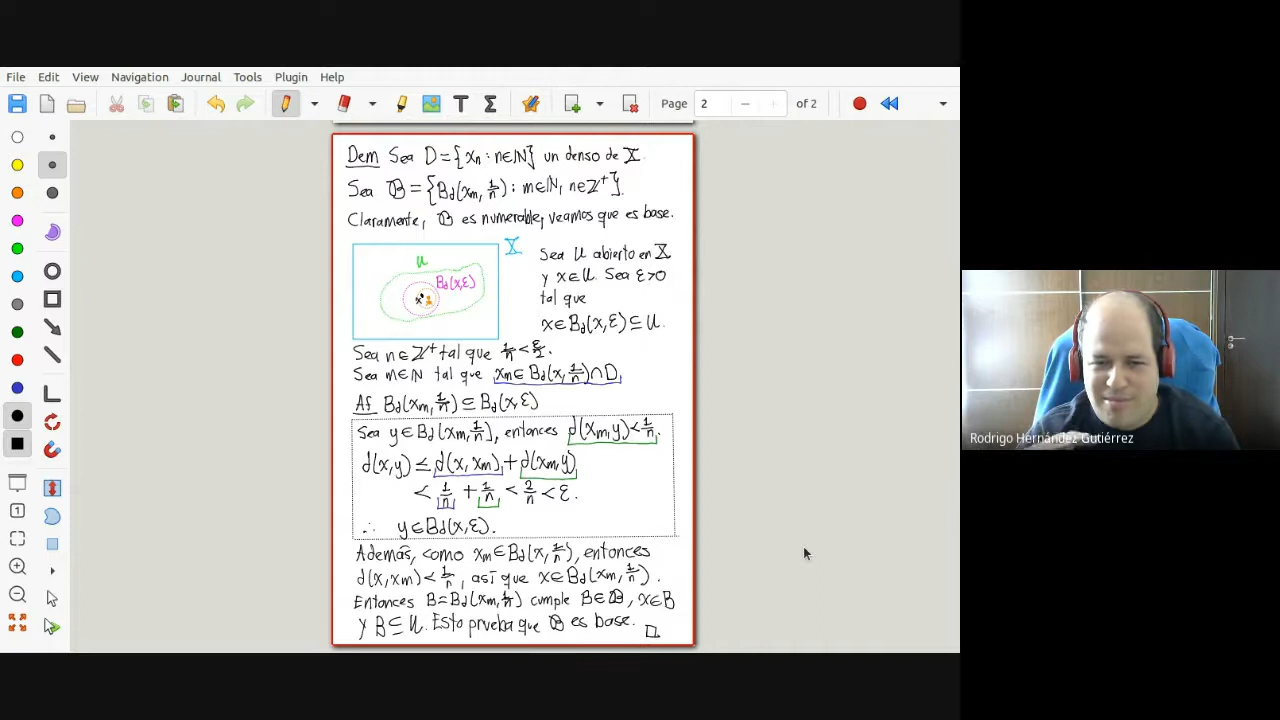 File Edit View Navigation Journal Tools Plugin Help
Page 2 of 2
Dem Sea D={xn : n∈ℕ} un denso de X.
Sea ℬ={Bd(xm, 1/n) : m∈ℕ, n∈ℤ⁺}.
Claramente, ℬ es numerable, veamos que es base.
X
U
Bd(x,ε)
x
Sea U abierto en X
y x∈U. Sea ε>0
tal que
x∈Bd(x,ε)⊆U.
Sea n∈ℤ⁺ tal que 1/n<ε/2.
Sea m∈ℕ tal que xm∈Bd(x,1/n)∩D.
Af Bd(xm,1/n)⊆Bd(x,ε)
Sea y∈Bd(xm,1/n), entonces d(xm,y)<1/n.
d(x,y) ≤ d(x,xm)+d(xm,y)
< 1/n + 1/n < 2/n < ε.
∴ y∈Bd(x,ε).
Además, como xm∈Bd(x,1/n), entonces
d(x,xm)<1/n, así que x∈Bd(xm,1/n).
Entonces B=Bd(xm,1/n) cumple B∈ℬ, x∈B
y B⊆U. Esto prueba que ℬ es base. □
Rodrigo Hernández Gutiérrez